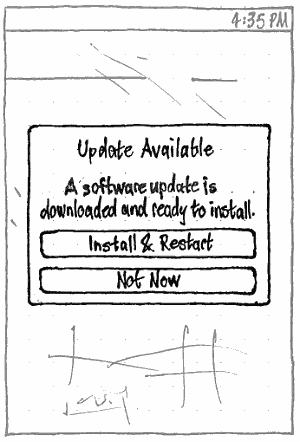 4:35 PM
Update Available
A software update is
downloaded and ready to install.
Install & Restart
Not Now